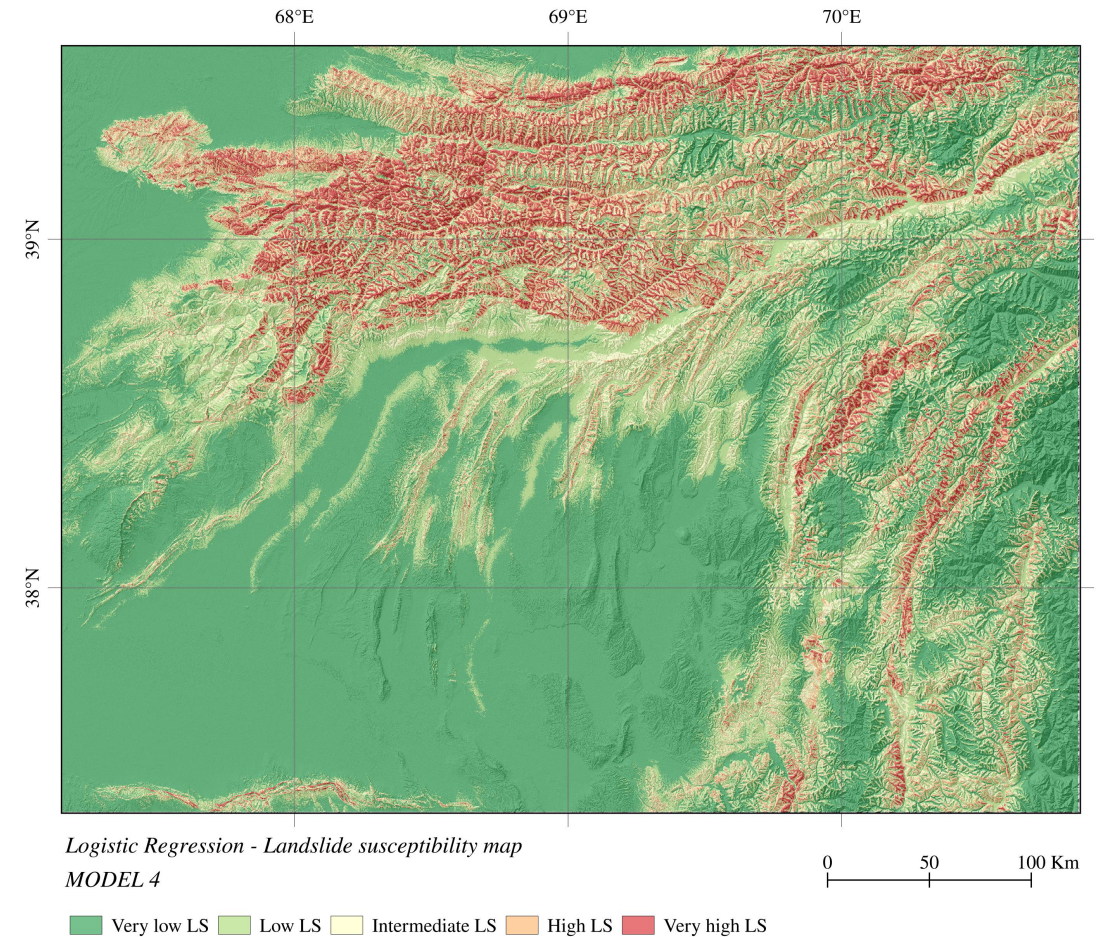 68°E 69°E 70°E
39°N
38°N
Logistic Regression - Landslide susceptibility map
MODEL 4
0 50 100 Km
Very low LS Low LS Intermediate LS High LS Very high LS